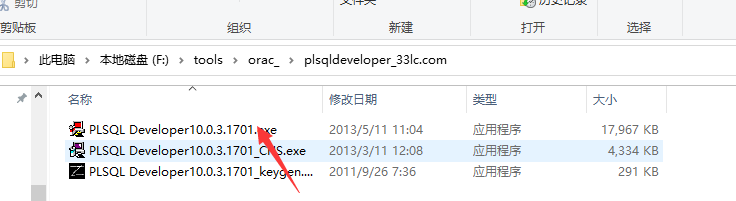 剪切
文件夹
历史记录
剪贴板 组织 新建 打开 选择
此电脑 本地磁盘 (F:) tools orac_ plsqldeveloper_33lc.com
名称 修改日期 类型 大小
PLSQL Developer10.0.3.1701.exe 2013/5/11 11:04 应用程序 17,967 KB
PLSQL Developer10.0.3.1701_CHS.exe 2013/3/11 12:08 应用程序 4,334 KB
PLSQL Developer10.0.3.1701_keygen.... 2011/9/26 7:36 应用程序 291 KB